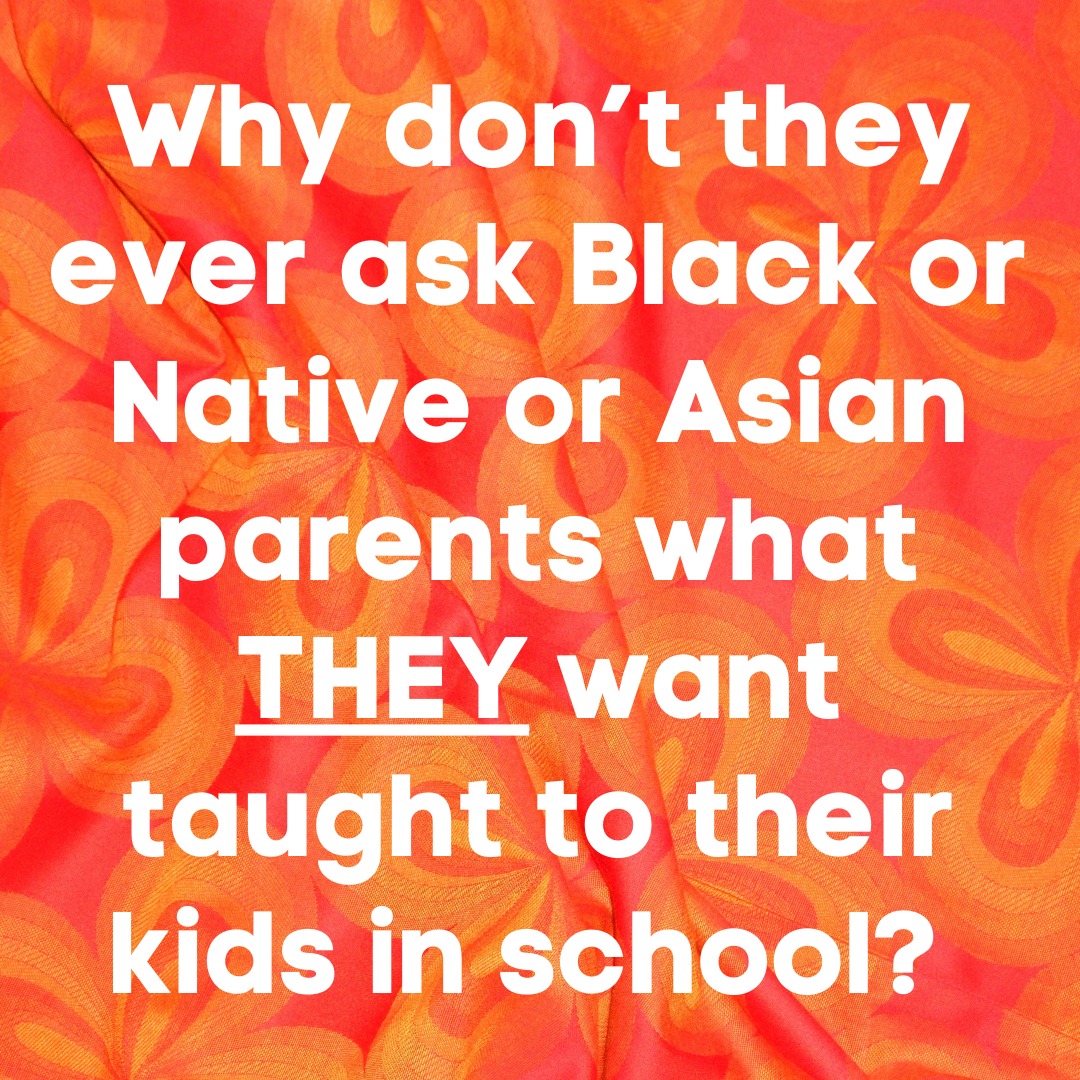 Why don’t they
ever ask Black or
Native or Asian
parents what
THEY want
taught to their
kids in school?